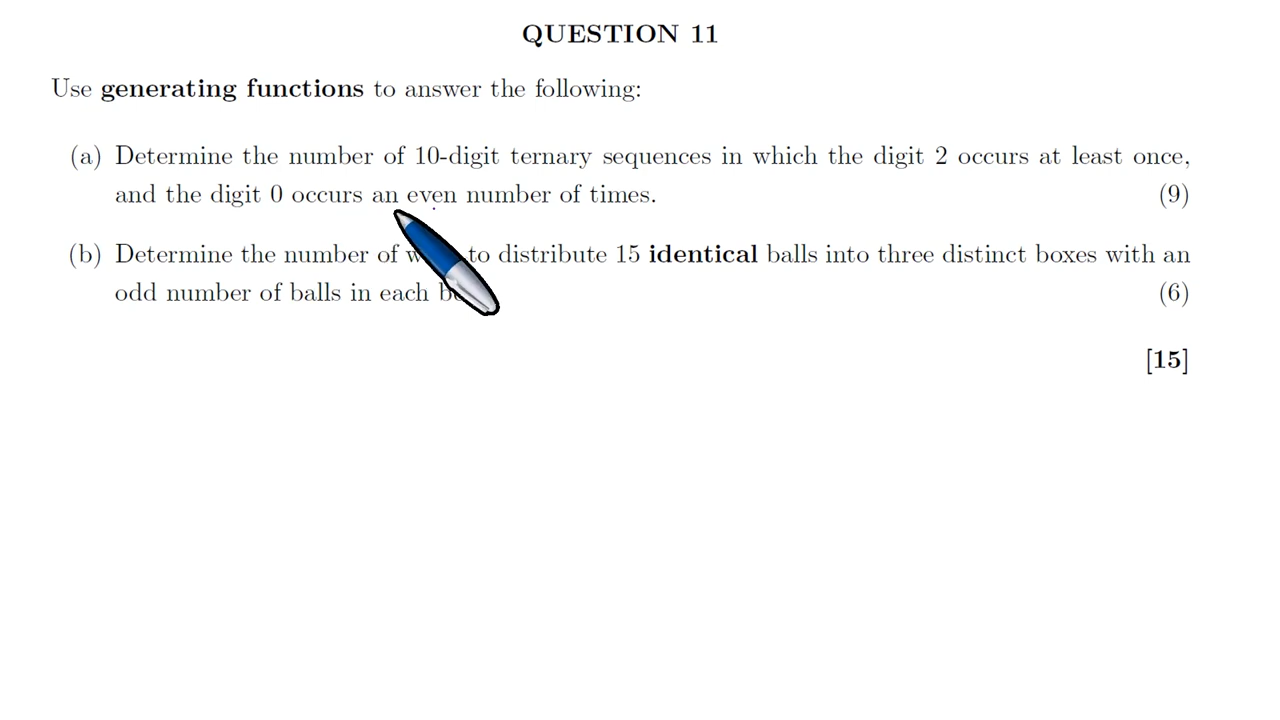 QUESTION 11
Use generating functions to answer the following:
(a) Determine the number of 10-digit ternary sequences in which the digit 2 occurs at least once,
and the digit 0 occurs an even number of times. (9)
(b) Determine the number of to distribute 15 identical balls into three distinct boxes with an
odd number of balls in each (6)
[15]